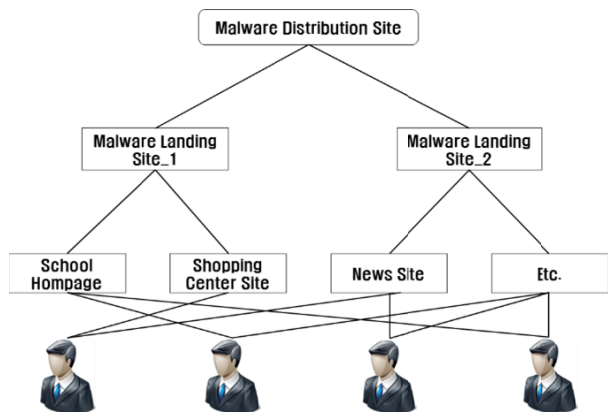 Malware Distribution Site
Malware Landing
Site_1
Malware Landing
Site_2
School
Hompage
Shopping
Center Site
News Site
Etc.